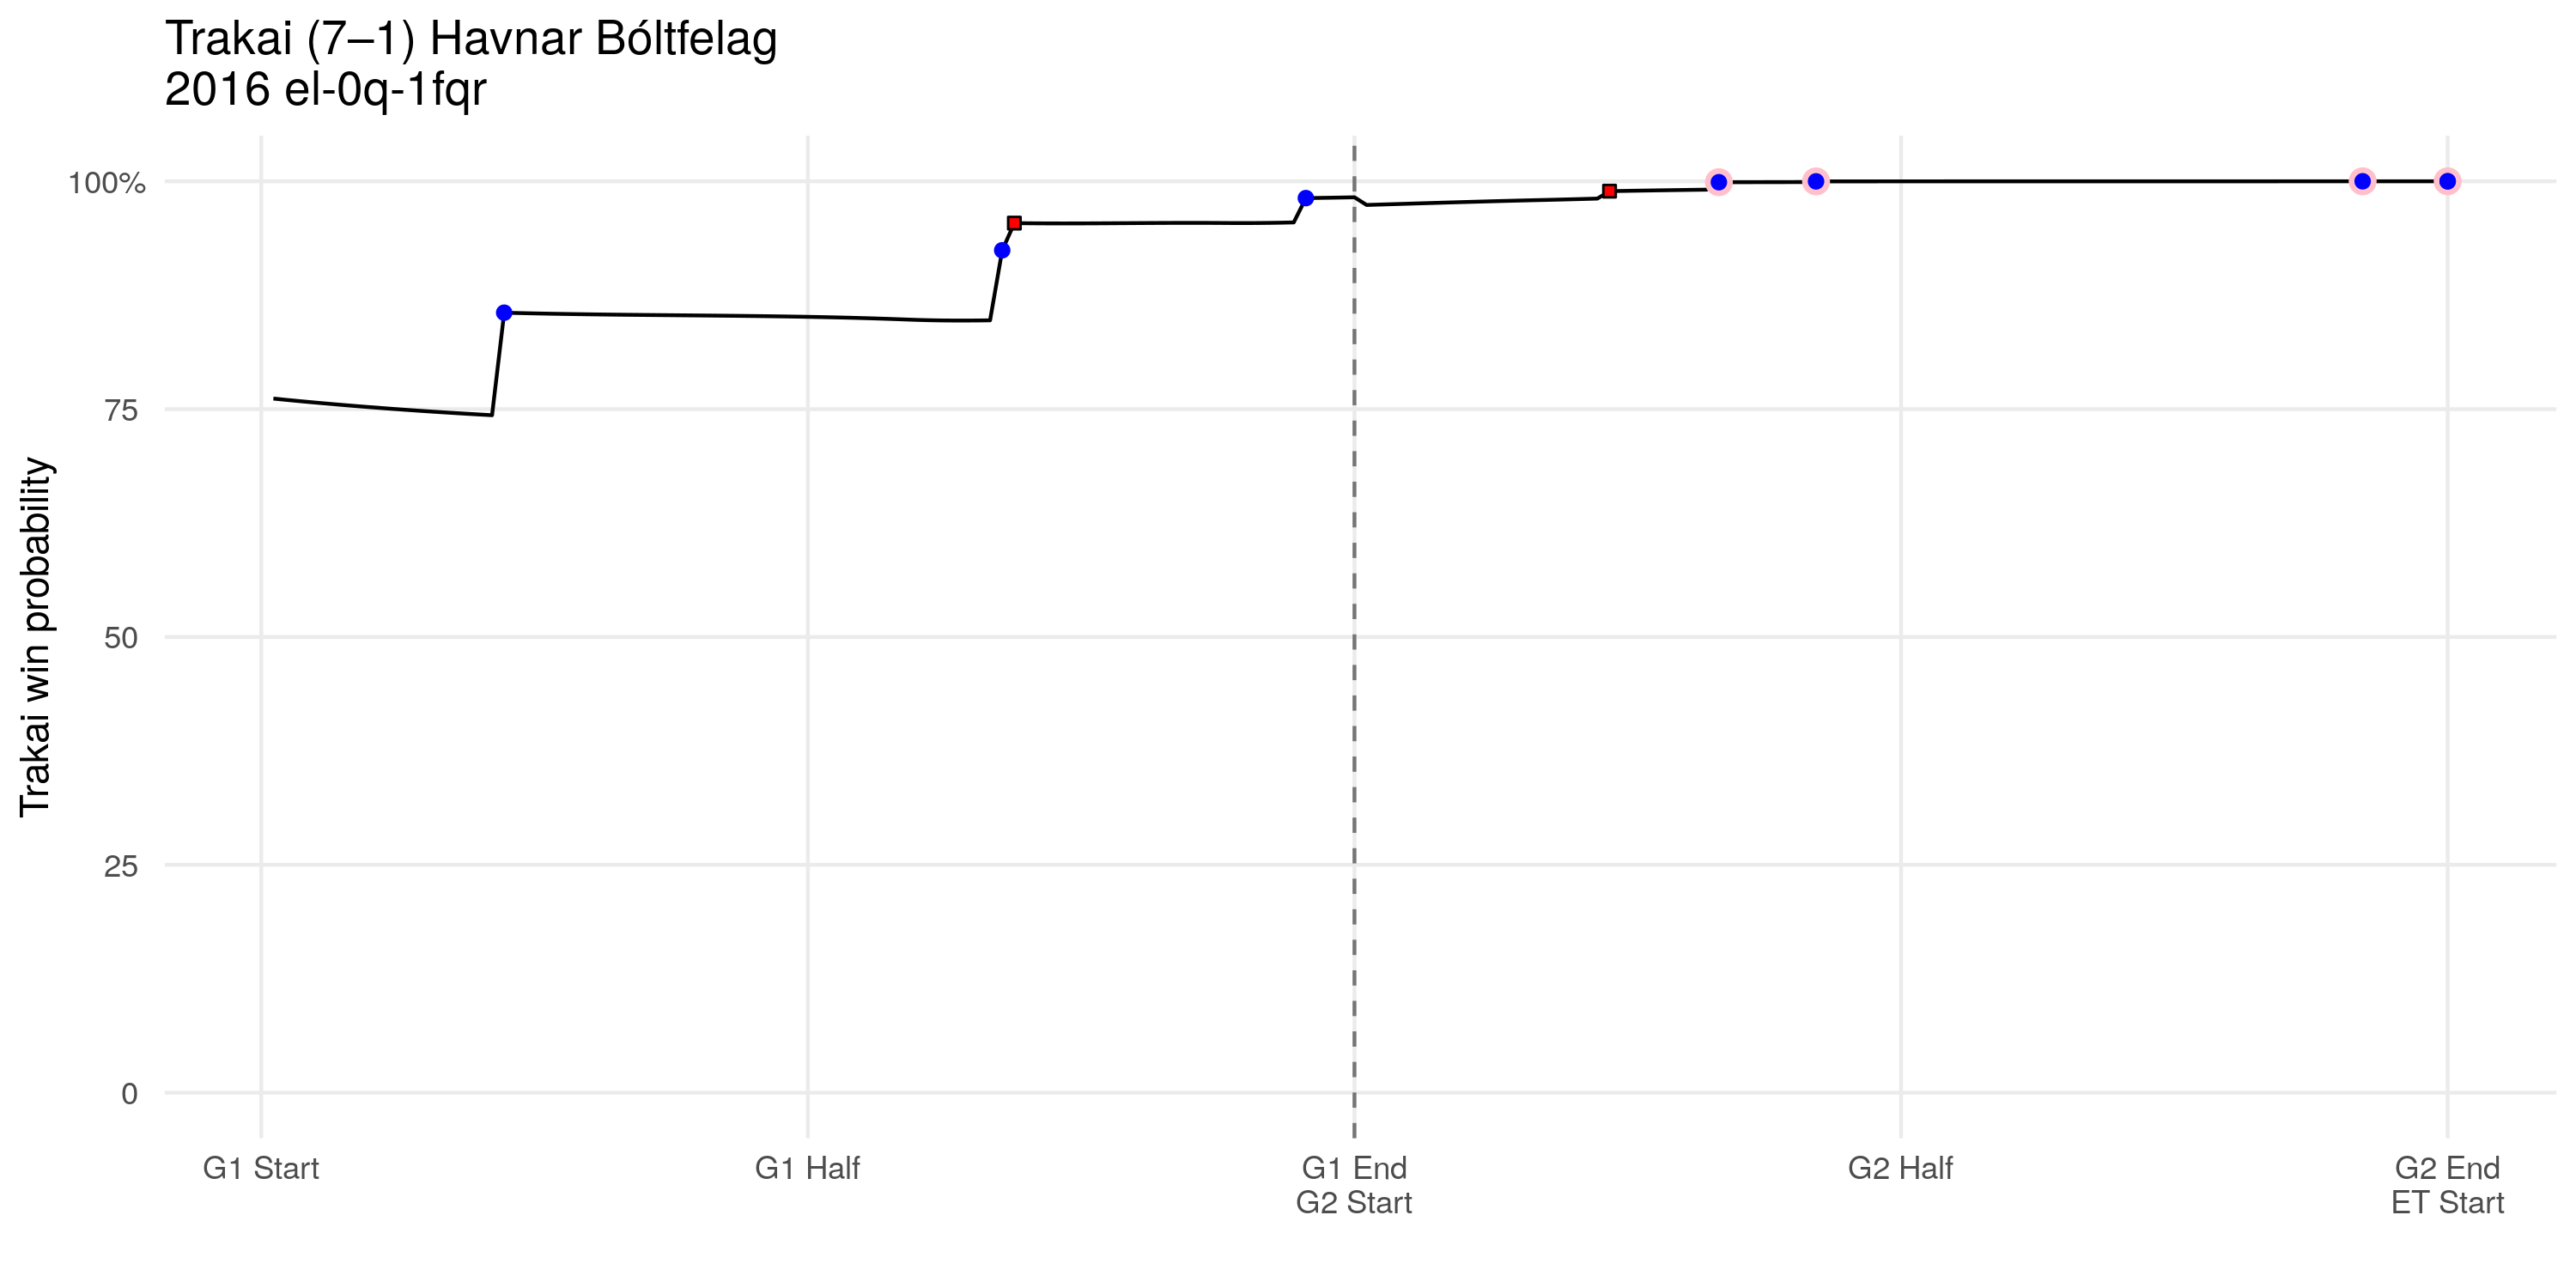 Trakai (7–1) Havnar Bóltfelag
2016 el-0q-1fqr
Trakai win probability
100%
75
50
25
0
G1 Start
G1 Half
G1 End
G2 Start
G2 Half
G2 End
ET Start